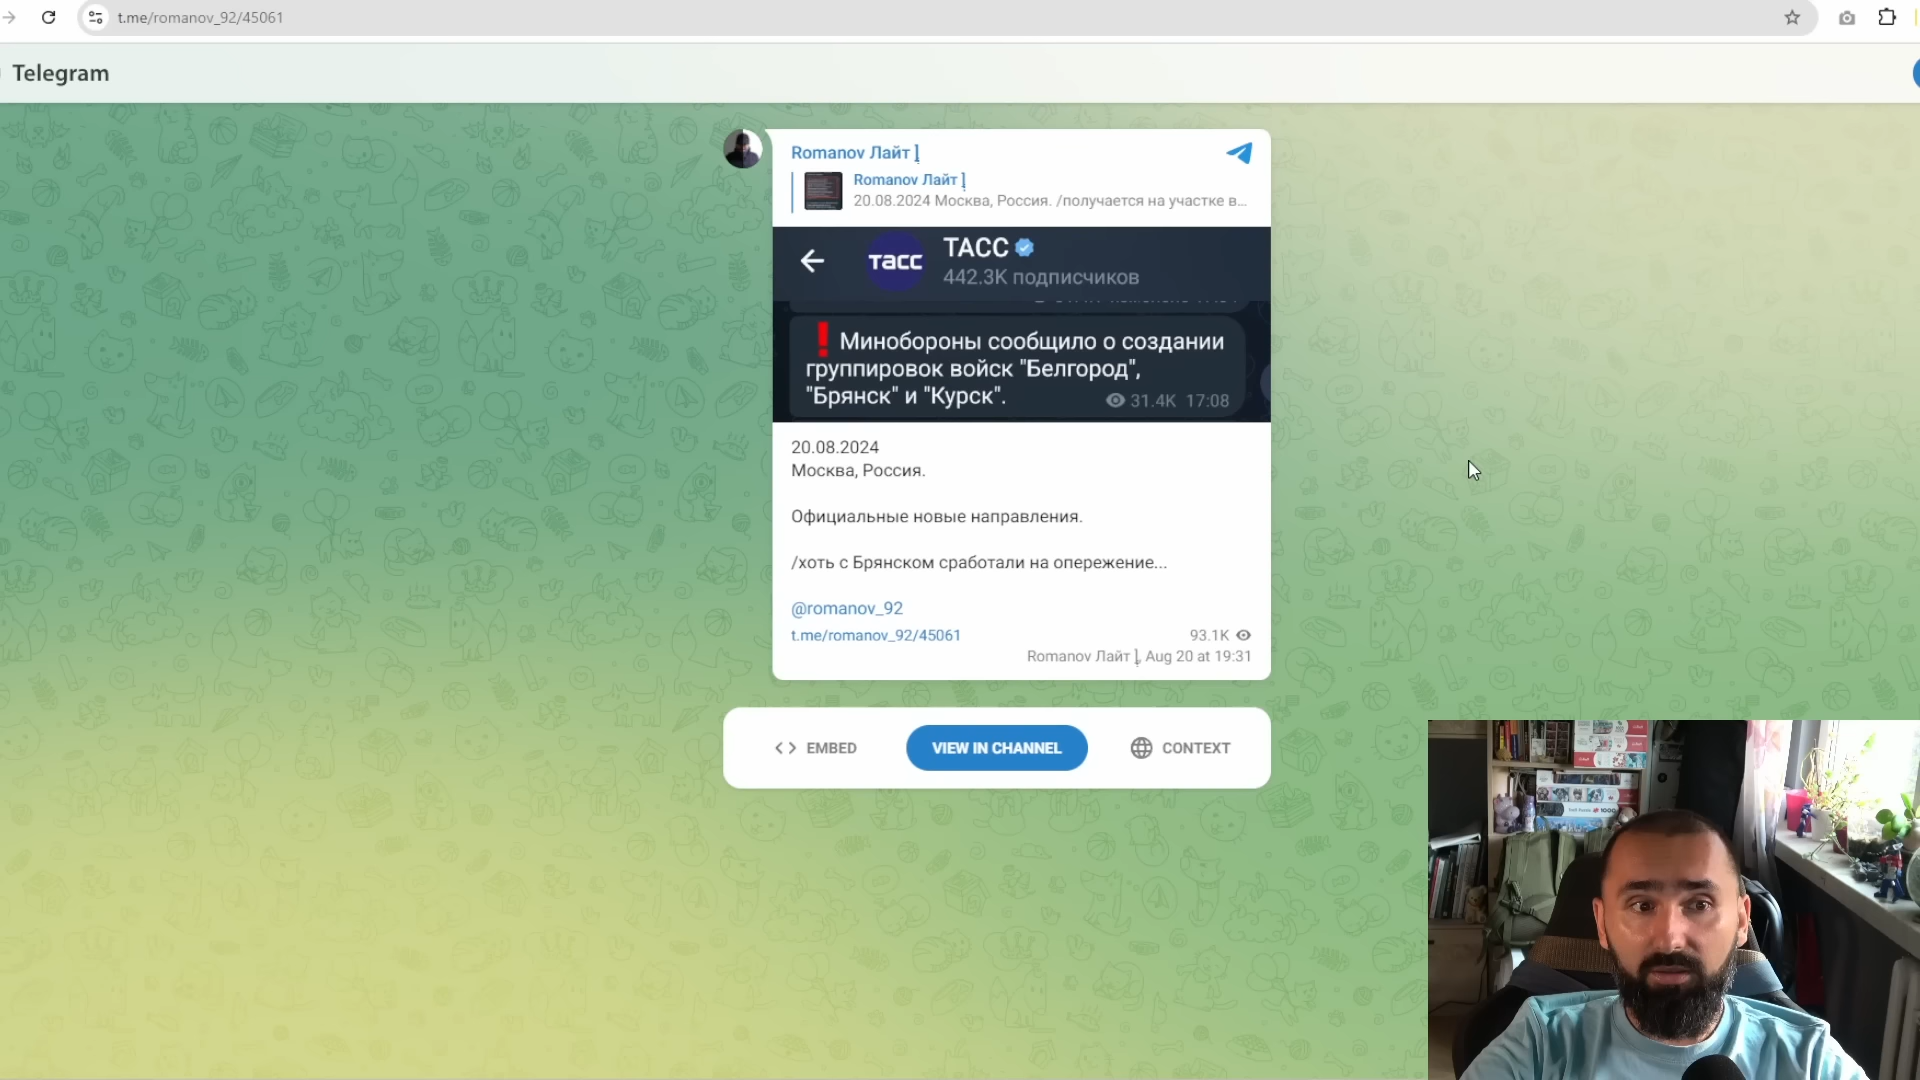 t.me/romanov_92/45061
Telegram
Romanov Лайт
Romanov Лайт
20.08.2024 Москва, Россия. /получается на участке в...
ТАСС
тасс
442.3K подписчиков
Минобороны сообщило о создании
группировок войск "Белгород",
"Брянск" и "Курск".
31.4K 17:08
20.08.2024
Москва, Россия.
Официальные новые направления.
/хоть с Брянском сработали на опережение...
@romanov_92
t.me/romanov_92/45061
93.1K
Romanov Лайт, Aug 20 at 19:31
EMBED
VIEW IN CHANNEL
CONTEXT